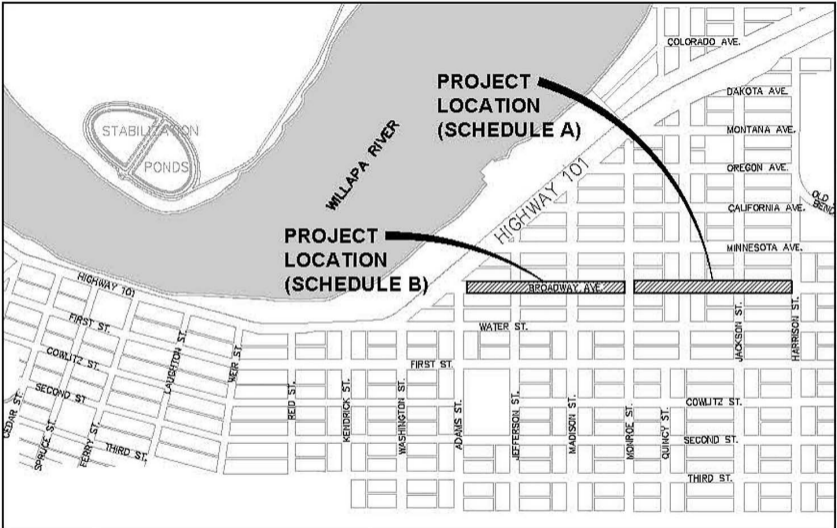 COLORADO AVE.
PROJECT
LOCATION
(SCHEDULE A)
DAKOTA AVE.
STABILIZATION
PONDS
MONTANA AVE.
WILLAPA RIVER
OREGON AVE.
HIGHWAY 101
OLD
CALIFORNIA AVE.
MINNESOTA AVE.
PROJECT
LOCATION
(SCHEDULE B)
BROADWAY AVE.
HIGHWAY 101
FIRST ST.
COWLITZ ST.
SECOND ST
THIRD ST.
CEDAR ST.
SPRUCE ST.
FERRY ST.
LAUGHTON ST.
WEIR ST.
REID ST.
KENDRICK ST.
WASHINGTON ST.
ADAMS ST.
JEFFERSON ST.
MADISON ST.
MONROE ST.
QUINCY ST.
JACKSON ST.
HARRISON ST.
WATER ST.
FIRST ST.
COWLITZ ST.
SECOND ST.
THIRD ST.